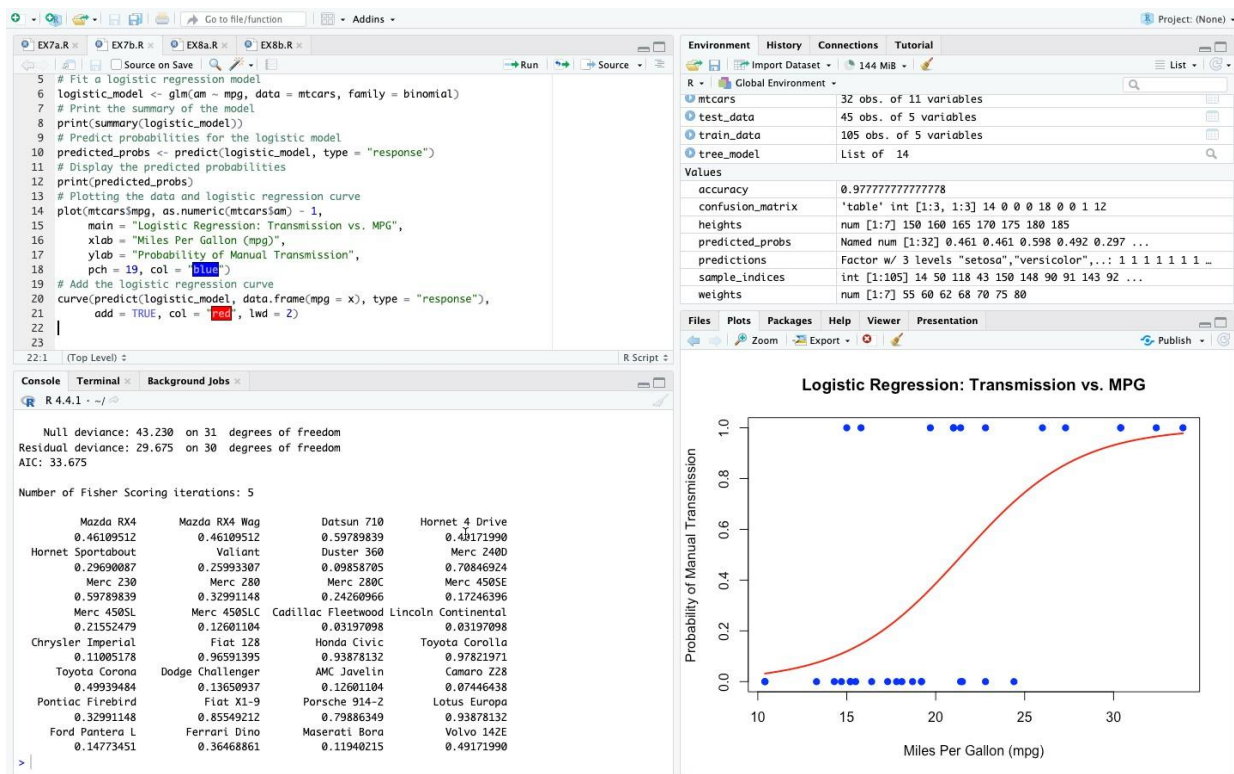 Go to file/function
Addins
Project: (None)
EX7a.R
EX7b.R
EX8a.R
EX8b.R
Source on Save
Run
Source
5 # Fit a logistic regression model
6 logistic_model <- glm(am ~ mpg, data = mtcars, family = binomial)
7 # Print the summary of the model
8 print(summary(logistic_model))
9 # Predict probabilities for the logistic model
10 predicted_probs <- predict(logistic_model, type = "response")
11 # Display the predicted probabilities
12 print(predicted_probs)
13 # Plotting the data and logistic regression curve
14 plot(mtcars$mpg, as.numeric(mtcars$am) - 1,
15 main = "Logistic Regression: Transmission vs. MPG",
16 xlab = "Miles Per Gallon (mpg)",
17 ylab = "Probability of Manual Transmission",
18 pch = 19, col = "blue")
19 # Add the logistic regression curve
20 curve(predict(logistic_model, data.frame(mpg = x), type = "response"),
21 add = TRUE, col = "red", lwd = 2)
22
23
22:1 (Top Level) R Script
Console Terminal Background Jobs
R 4.4.1 · ~/
Null deviance: 43.230 on 31 degrees of freedom
Residual deviance: 29.675 on 30 degrees of freedom
AIC: 33.675
Number of Fisher Scoring iterations: 5
Mazda RX4 Mazda RX4 Wag Datsun 710 Hornet 4 Drive
0.46109512 0.46109512 0.59789839 0.49171990
Hornet Sportabout Valiant Duster 360 Merc 240D
0.29690087 0.25993307 0.09858705 0.70846924
Merc 230 Merc 280 Merc 280C Merc 450SE
0.59789839 0.32991148 0.24260966 0.17246396
Merc 450SL Merc 450SLC Cadillac Fleetwood Lincoln Continental
0.21552479 0.12601104 0.03197098 0.03197098
Chrysler Imperial Fiat 128 Honda Civic Toyota Corolla
0.11005178 0.96591395 0.93878132 0.97821971
Toyota Corona Dodge Challenger AMC Javelin Camaro Z28
0.49939484 0.13650937 0.12601104 0.07446438
Pontiac Firebird Fiat X1-9 Porsche 914-2 Lotus Europa
0.32991148 0.85549212 0.79886349 0.93878132
Ford Pantera L Ferrari Dino Maserati Bora Volvo 142E
0.14773451 0.36468861 0.11940215 0.49171990
>
Environment History Connections Tutorial
Import Dataset 144 MiB List
R Global Environment
mtcars 32 obs. of 11 variables
test_data 45 obs. of 5 variables
train_data 105 obs. of 5 variables
tree_model List of 14
Values
accuracy 0.977777777777778
confusion_matrix 'table' int [1:3, 1:3] 14 0 0 0 18 0 0 1 12
heights num [1:7] 150 160 165 170 175 180 185
predicted_probs Named num [1:32] 0.461 0.461 0.598 0.492 0.297 ...
predictions Factor w/ 3 levels "setosa","versicolor",..: 1 1 1 1 1 1 1 …
sample_indices int [1:105] 14 50 118 43 150 148 90 91 143 92 ...
weights num [1:7] 55 60 62 68 70 75 80
Files Plots Packages Help Viewer Presentation
Zoom Export Publish
Logistic Regression: Transmission vs. MPG
Probability of Manual Transmission
1.0
0.8
0.6
0.4
0.2
0.0
10 15 20 25 30
Miles Per Gallon (mpg)